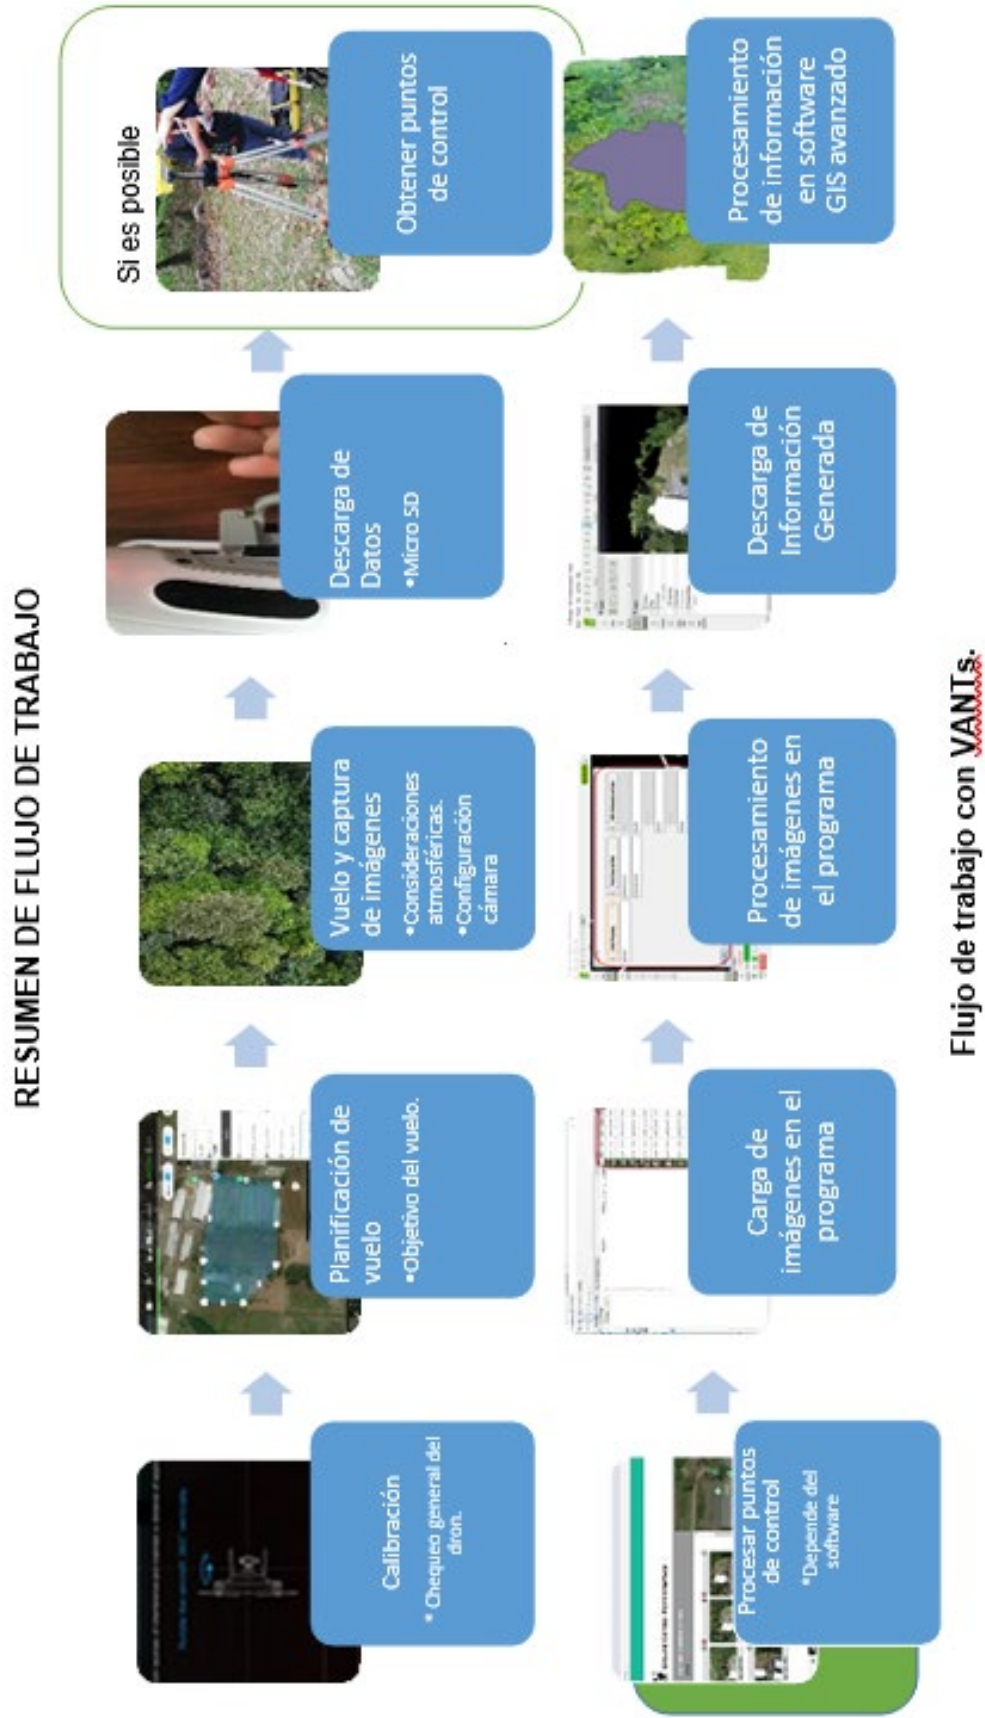 RESUMEN DE FLUJO DE TRABAJO
Calibración
* Chequeo general del
dron.
Planificación de
vuelo
•Objetivo del vuelo.
Vuelo y captura
de imágenes
•Consideraciones
atmosféricas.
•Configuración
cámara
Descarga de
Datos
•Micro SD
Si es posible
Obtener puntos
de control
Procesar puntos
de control
*Depende del
software
Carga de
imágenes en el
programa
Procesamiento
de imágenes en
el programa
Descarga de
Información
Generada
Procesamiento
de información
en software
GIS avanzado
Flujo de trabajo con VANTs.